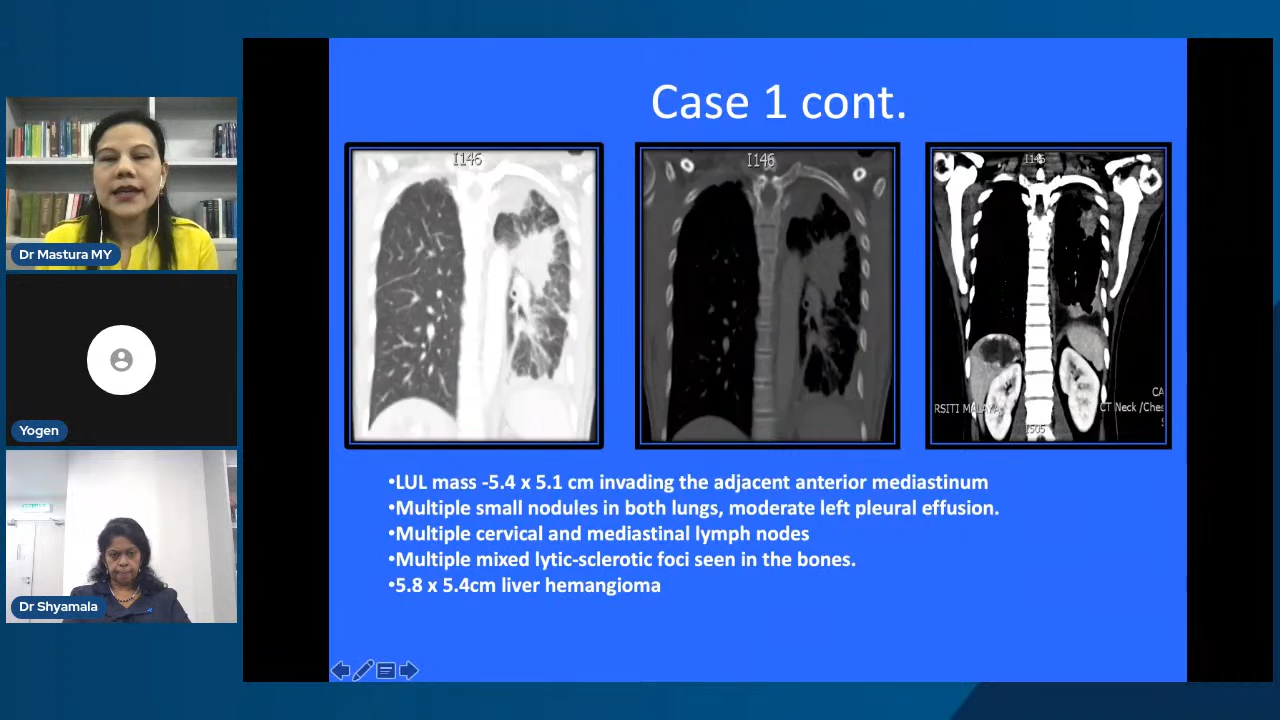 Case 1 cont.
I146
I146
I146
RSITI MALAYA
CA
CT Neck /Ches
S
I505
•LUL mass -5.4 x 5.1 cm invading the adjacent anterior mediastinum
•Multiple small nodules in both lungs, moderate left pleural effusion.
•Multiple cervical and mediastinal lymph nodes
•Multiple mixed lytic-sclerotic foci seen in the bones.
•5.8 x 5.4cm liver hemangioma
Dr Mastura MY
Yogen
Dr Shyamala